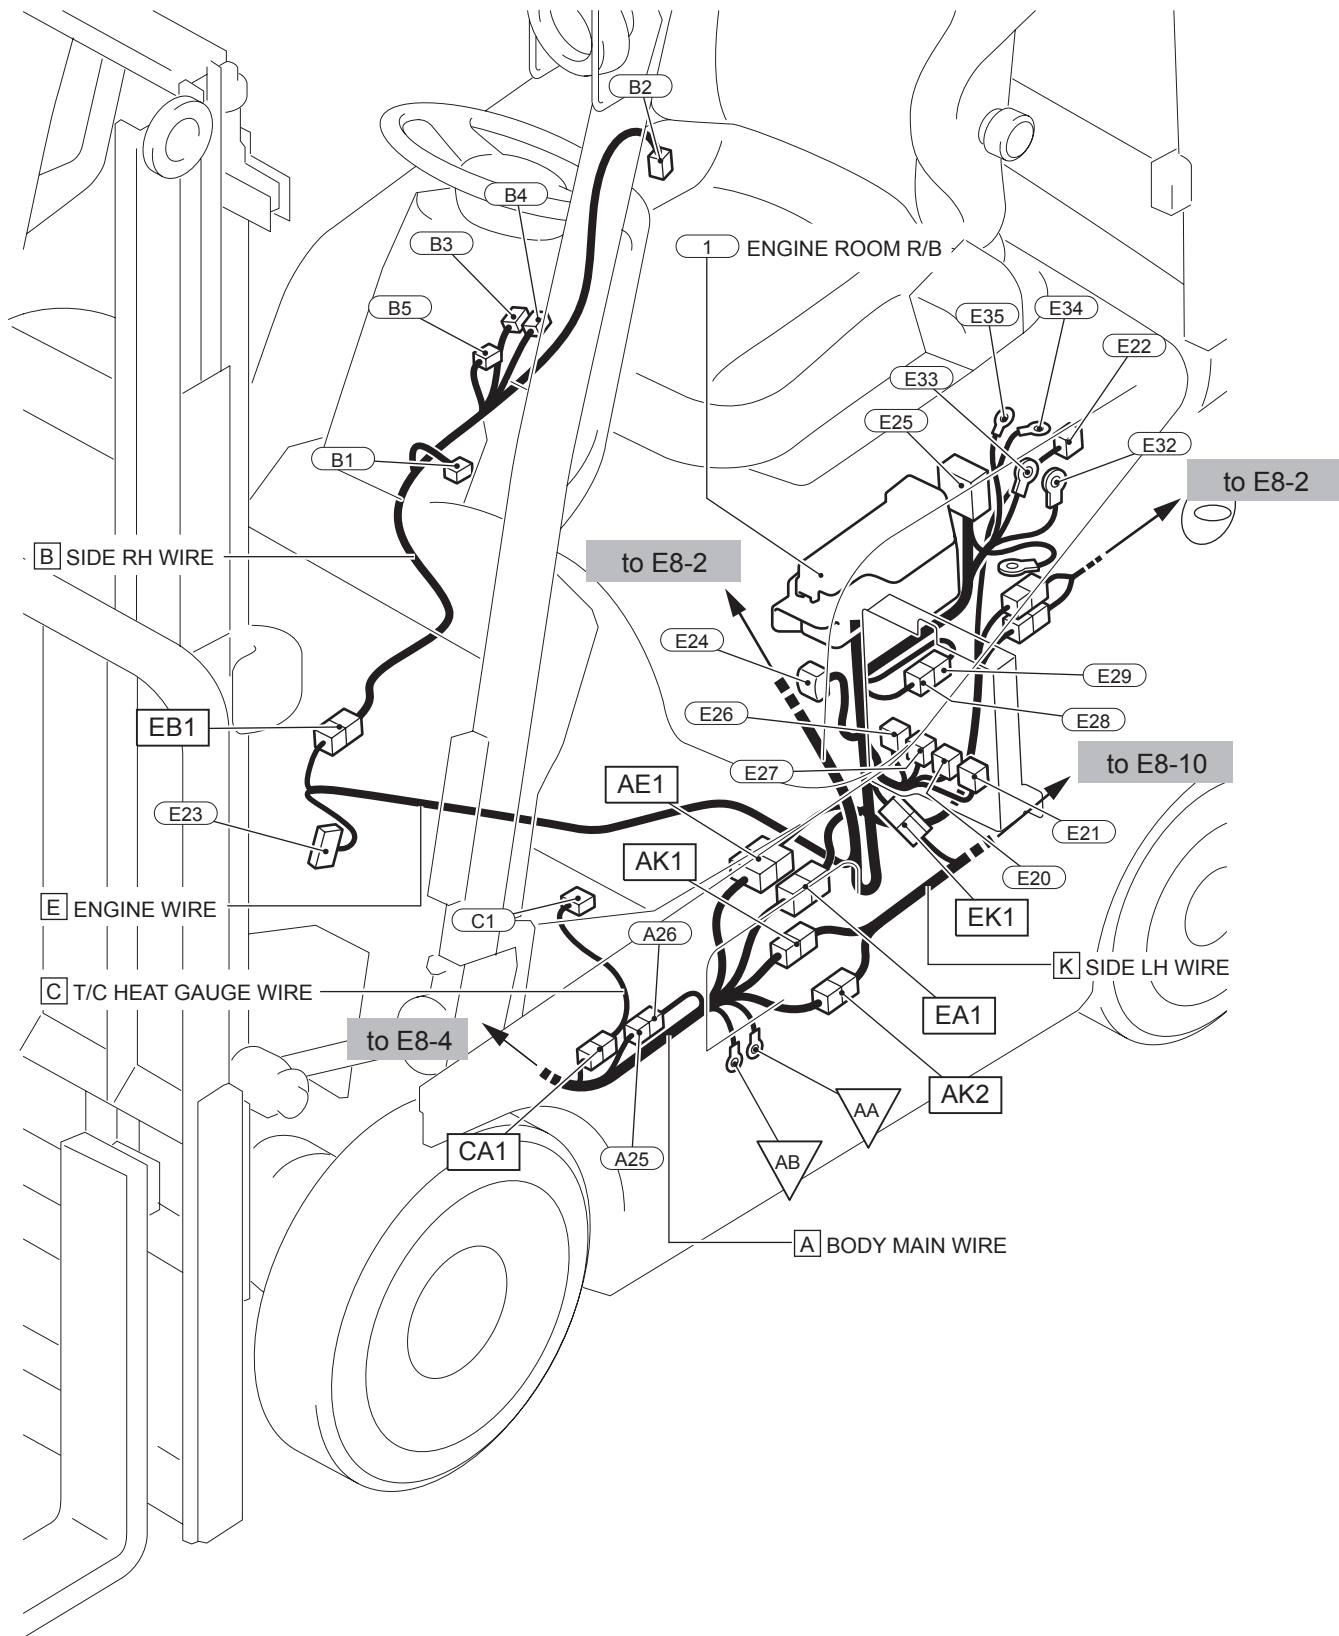 B2
B4
B3
1 ENGINE ROOM R/B
B5
E35
E34
E22
E33
E25
E32
B1
to E8-2
B SIDE RH WIRE
to E8-2
E24
E29
E26
E28
EB1
E27
to E8-10
AE1
E23
E21
AK1
E20
E ENGINE WIRE
C1
A26
EK1
K SIDE LH WIRE
C T/C HEAT GAUGE WIRE
EA1
to E8-4
AK2
AA
CA1
A25
AB
A BODY MAIN WIRE